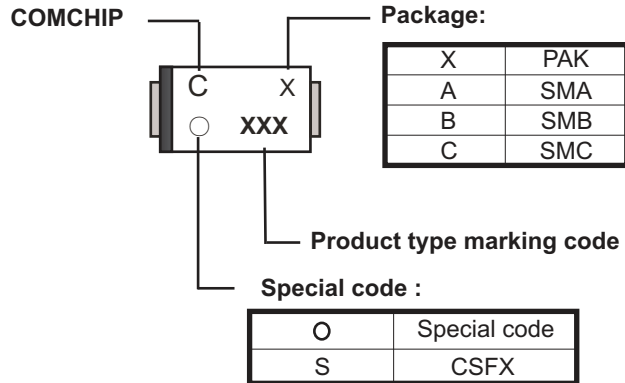 COMCHIP
Package:
C X
○ XXX
X PAK
A SMA
B SMB
C SMC
Product type marking code
Special code :
O Special code
S CSFX